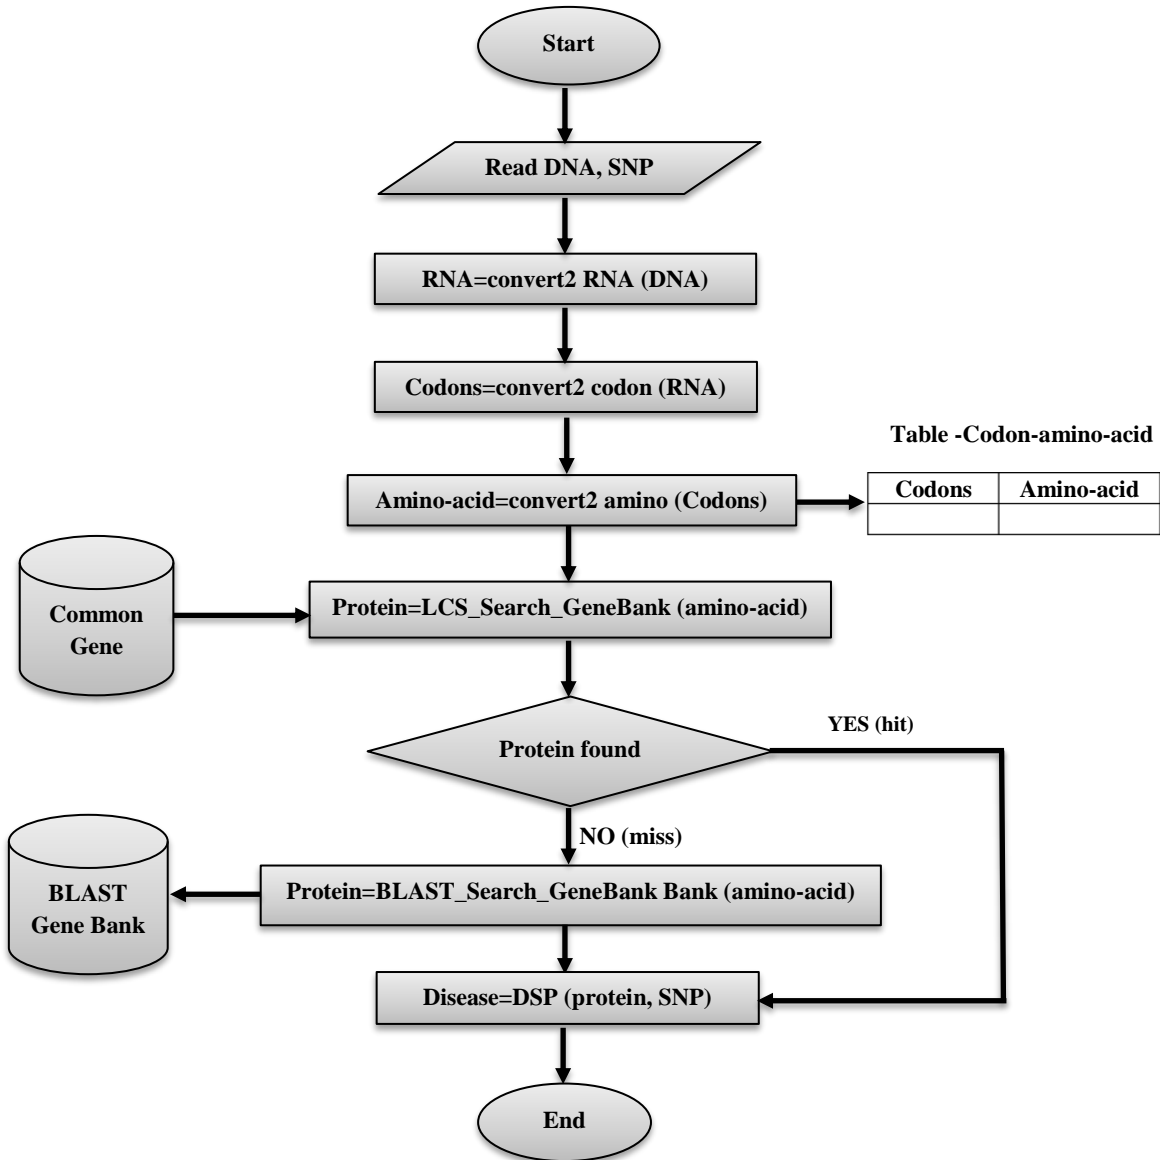 Start
Read DNA, SNP
RNA=convert2 RNA (DNA)
Codons=convert2 codon (RNA)
Table -Codon-amino-acid
Amino-acid=convert2 amino (Codons)
Codons Amino-acid
Common
Gene
Protein=LCS_Search_GeneBank (amino-acid)
Protein found
YES (hit)
NO (miss)
BLAST
Gene Bank
Protein=BLAST_Search_GeneBank Bank (amino-acid)
Disease=DSP (protein, SNP)
End